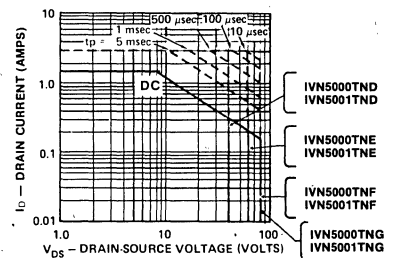 500 μsec 100 μsec
1 msec 10 μsec
tp = 5 msec
DC
10
1.0
0.1
0.01
1.0 10 100
I_D – DRAIN CURRENT (AMPS)
V_DS – DRAIN-SOURCE VOLTAGE (VOLTS)
IVN5000TND
IVN5001TND
IVN5000TNE
IVN5001TNE
IVN5000TNF
IVN5001TNF
IVN5000TNG
IVN5001TNG